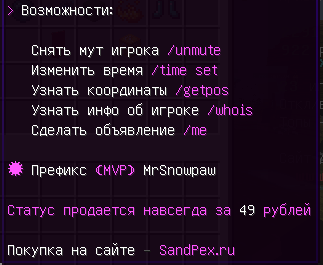 > Возможности:
Снять мут игрока /unmute
Изменить время /time set
Узнать координаты /getpos
Узнать инфо об игроке /whois
Сделать объявление /me
Префикс (MVP) MrSnowpaw
Статус продается навсегда за 49 рублей
Покупка на сайте - SandPex.ru